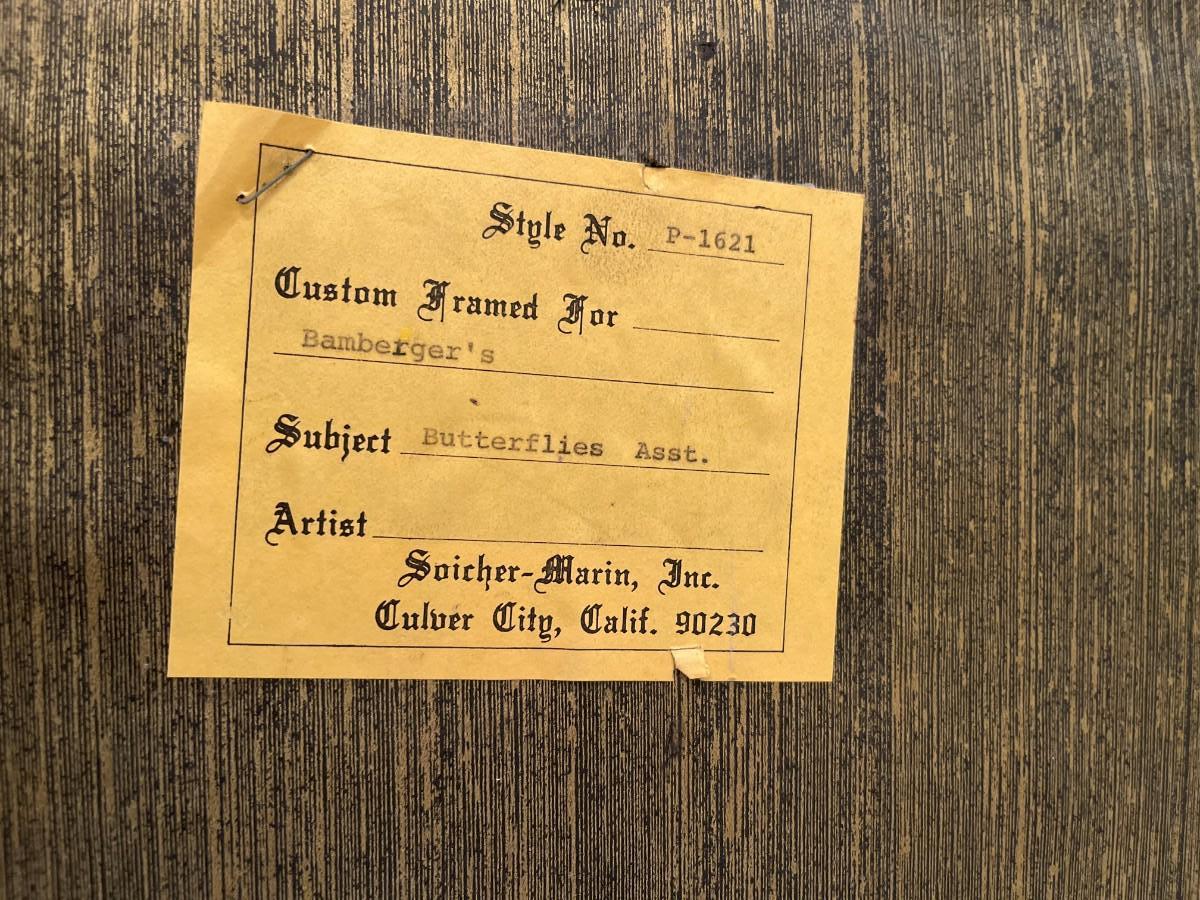 Style No. P-1621
Custom Framed For
Bamberger's
Subject Butterflies Asst.
Artist
Soicher-Marin, Inc.
Culver City, Calif. 90230